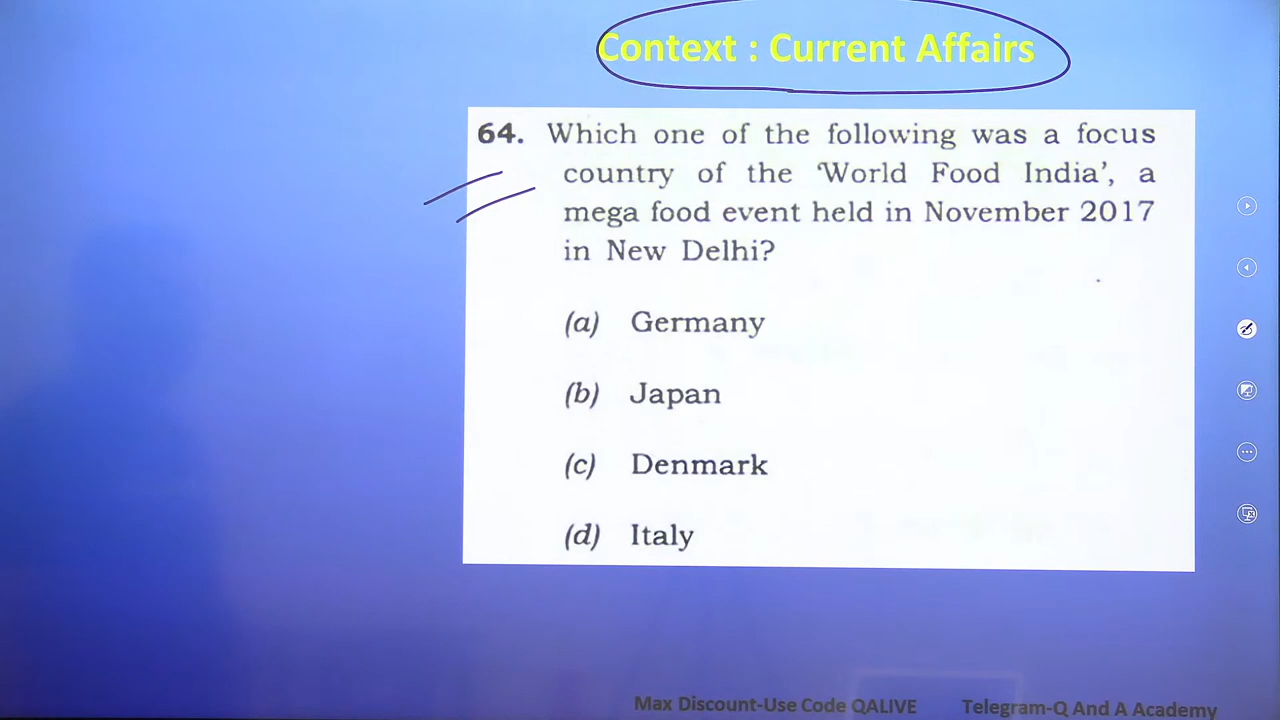 Context : Current Affairs
64. Which one of the following was a focus
country of the ‘World Food India’, a
mega food event held in November 2017
in New Delhi?
(a) Germany
(b) Japan
(c) Denmark
(d) Italy
Max Discount-Use Code QALIVE Telegram-Q And A Academy